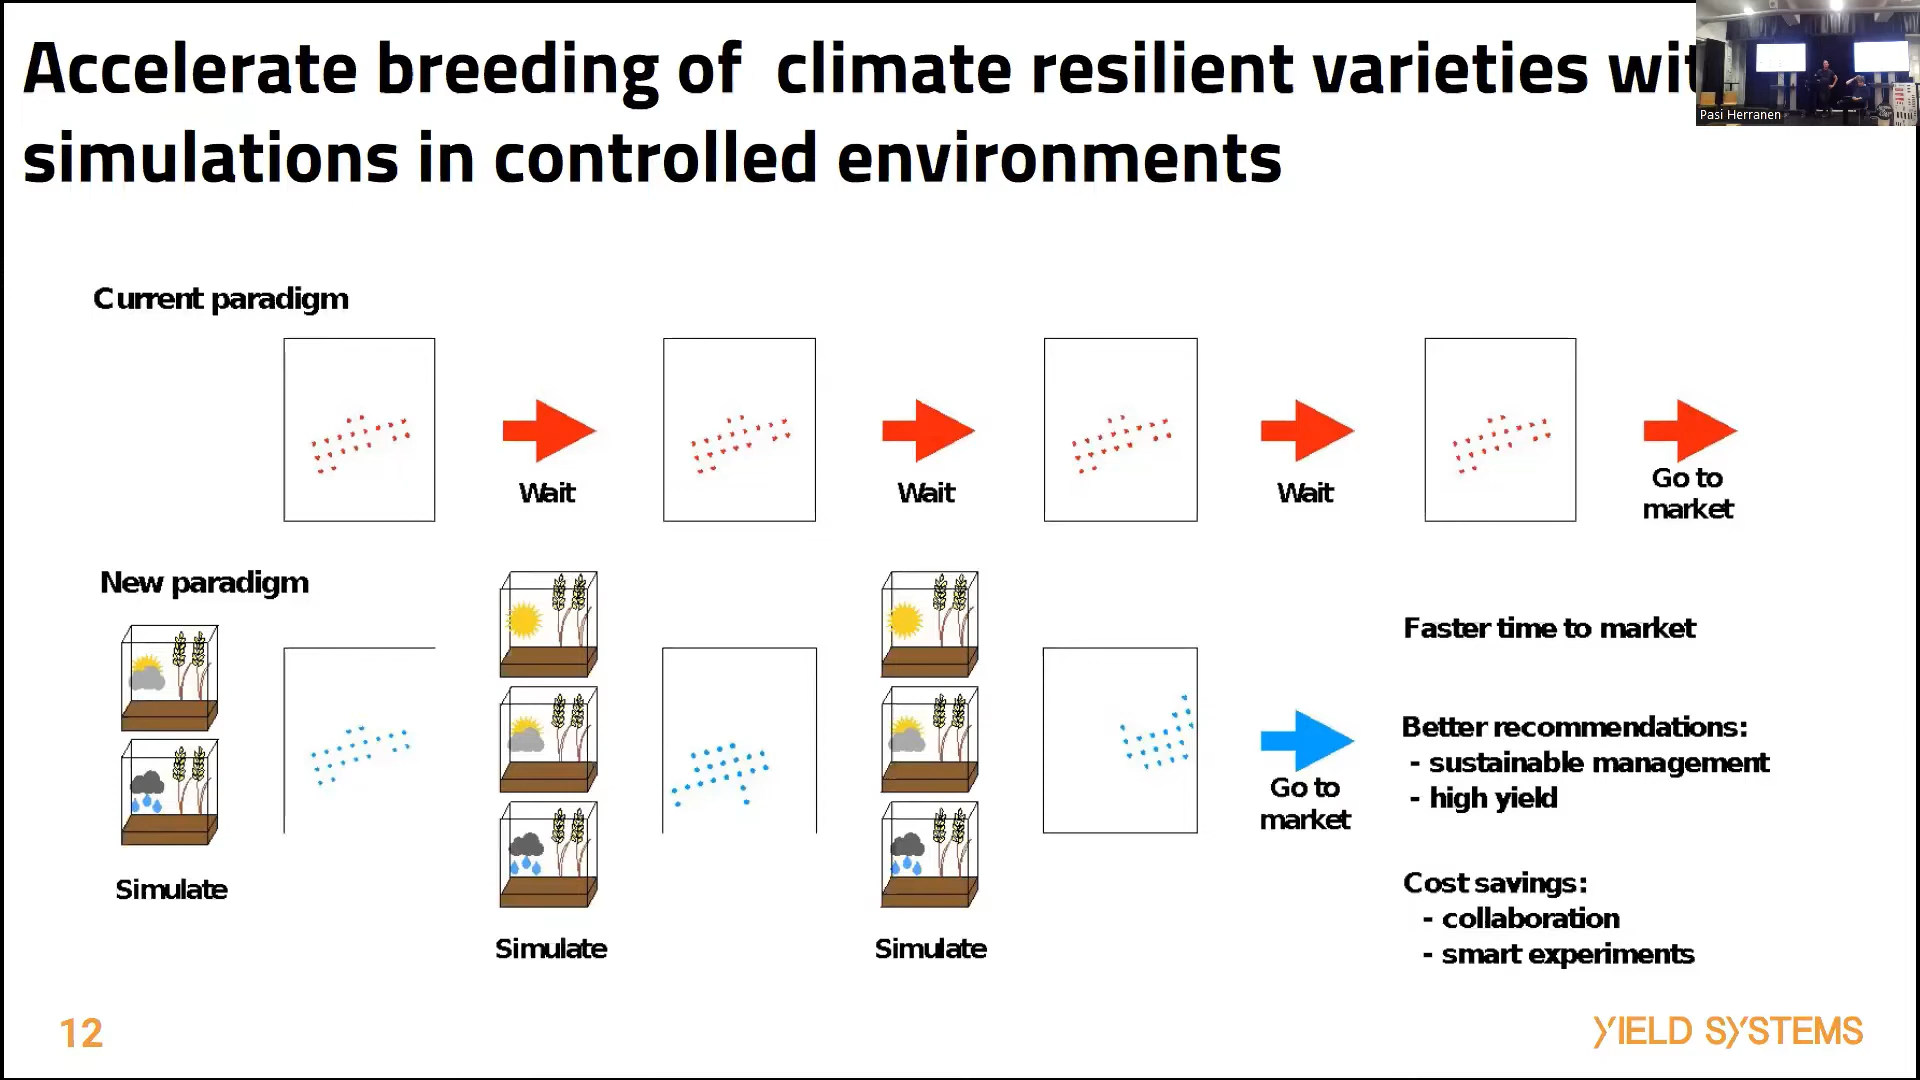 Accelerate breeding of climate resilient varieties wit
simulations in controlled environments
Pasi Herranen
Current paradigm
Wait
Wait
Wait
Go to
market
New paradigm
Simulate
Simulate
Simulate
Go to
market
Faster time to market
Better recommendations:
- sustainable management
- high yield
Cost savings:
- collaboration
- smart experiments
12
YIELD SYSTEMS